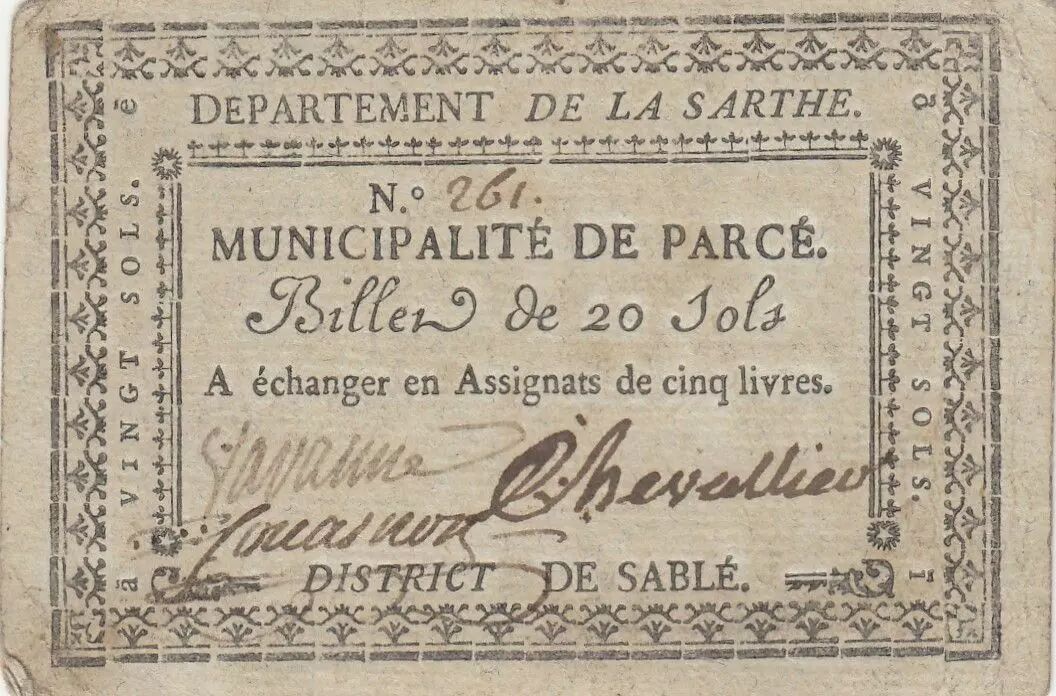 DEPARTEMENT DE LA SARTHE.
N.° 261.
MUNICIPALITÉ DE PARCÉ.
Billet de 20 Sols
A échanger en Assignats de cinq livres.
Chevallier
Couasnon
DISTRICT DE SABLÉ.
ā. VINGT SOLS. ē
ō VINGT SOLS. ī